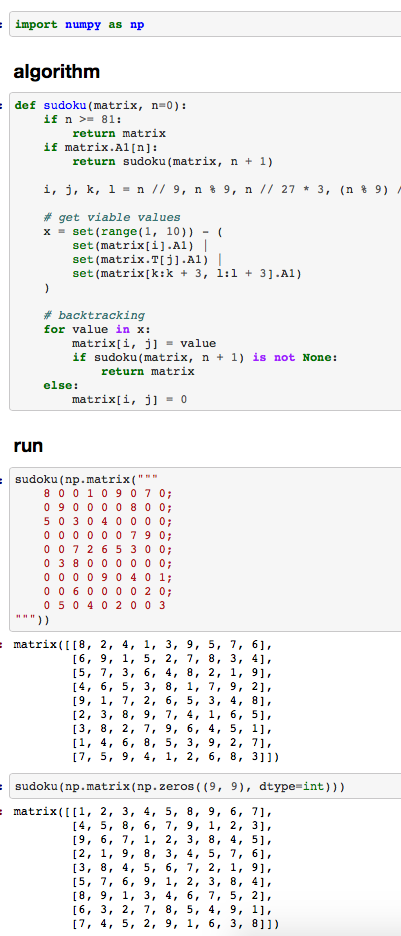 import numpy as np
algorithm
def sudoku(matrix, n=0):
    if n >= 81:
        return matrix
    if matrix.A1[n]:
        return sudoku(matrix, n + 1)
    i, j, k, l = n // 9, n % 9, n // 27 * 3, (n % 9) /
    # get viable values
    x = set(range(1, 10)) - (
        set(matrix[i].A1) |
        set(matrix.T[j].A1) |
        set(matrix[k:k + 3, l:l + 3].A1)
    )
    # backtracking
    for value in x:
        matrix[i, j] = value
        if sudoku(matrix, n + 1) is not None:
            return matrix
    else:
        matrix[i, j] = 0
run
sudoku(np.matrix("""
    8 0 0 1 0 9 0 7 0;
    0 9 0 0 0 0 8 0 0;
    5 0 3 0 4 0 0 0 0;
    0 0 0 0 0 0 7 9 0;
    0 0 7 2 6 5 3 0 0;
    0 3 8 0 0 0 0 0 0;
    0 0 0 0 9 0 4 0 1;
    0 0 6 0 0 0 0 2 0;
    0 5 0 4 0 2 0 0 3
"""))
matrix([[8, 2, 4, 1, 3, 9, 5, 7, 6],
        [6, 9, 1, 5, 2, 7, 8, 3, 4],
        [5, 7, 3, 6, 4, 8, 2, 1, 9],
        [4, 6, 5, 3, 8, 1, 7, 9, 2],
        [9, 1, 7, 2, 6, 5, 3, 4, 8],
        [2, 3, 8, 9, 7, 4, 1, 6, 5],
        [3, 8, 2, 7, 9, 6, 4, 5, 1],
        [1, 4, 6, 8, 5, 3, 9, 2, 7],
        [7, 5, 9, 4, 1, 2, 6, 8, 3]])
sudoku(np.matrix(np.zeros((9, 9), dtype=int)))
matrix([[1, 2, 3, 4, 5, 8, 9, 6, 7],
        [4, 5, 8, 6, 7, 9, 1, 2, 3],
        [9, 6, 7, 1, 2, 3, 8, 4, 5],
        [2, 1, 9, 8, 3, 4, 5, 7, 6],
        [3, 8, 4, 5, 6, 7, 2, 1, 9],
        [5, 7, 6, 9, 1, 2, 3, 8, 4],
        [8, 9, 1, 3, 4, 6, 7, 5, 2],
        [6, 3, 2, 7, 8, 5, 4, 9, 1],
        [7, 4, 5, 2, 9, 1, 6, 3, 8]])